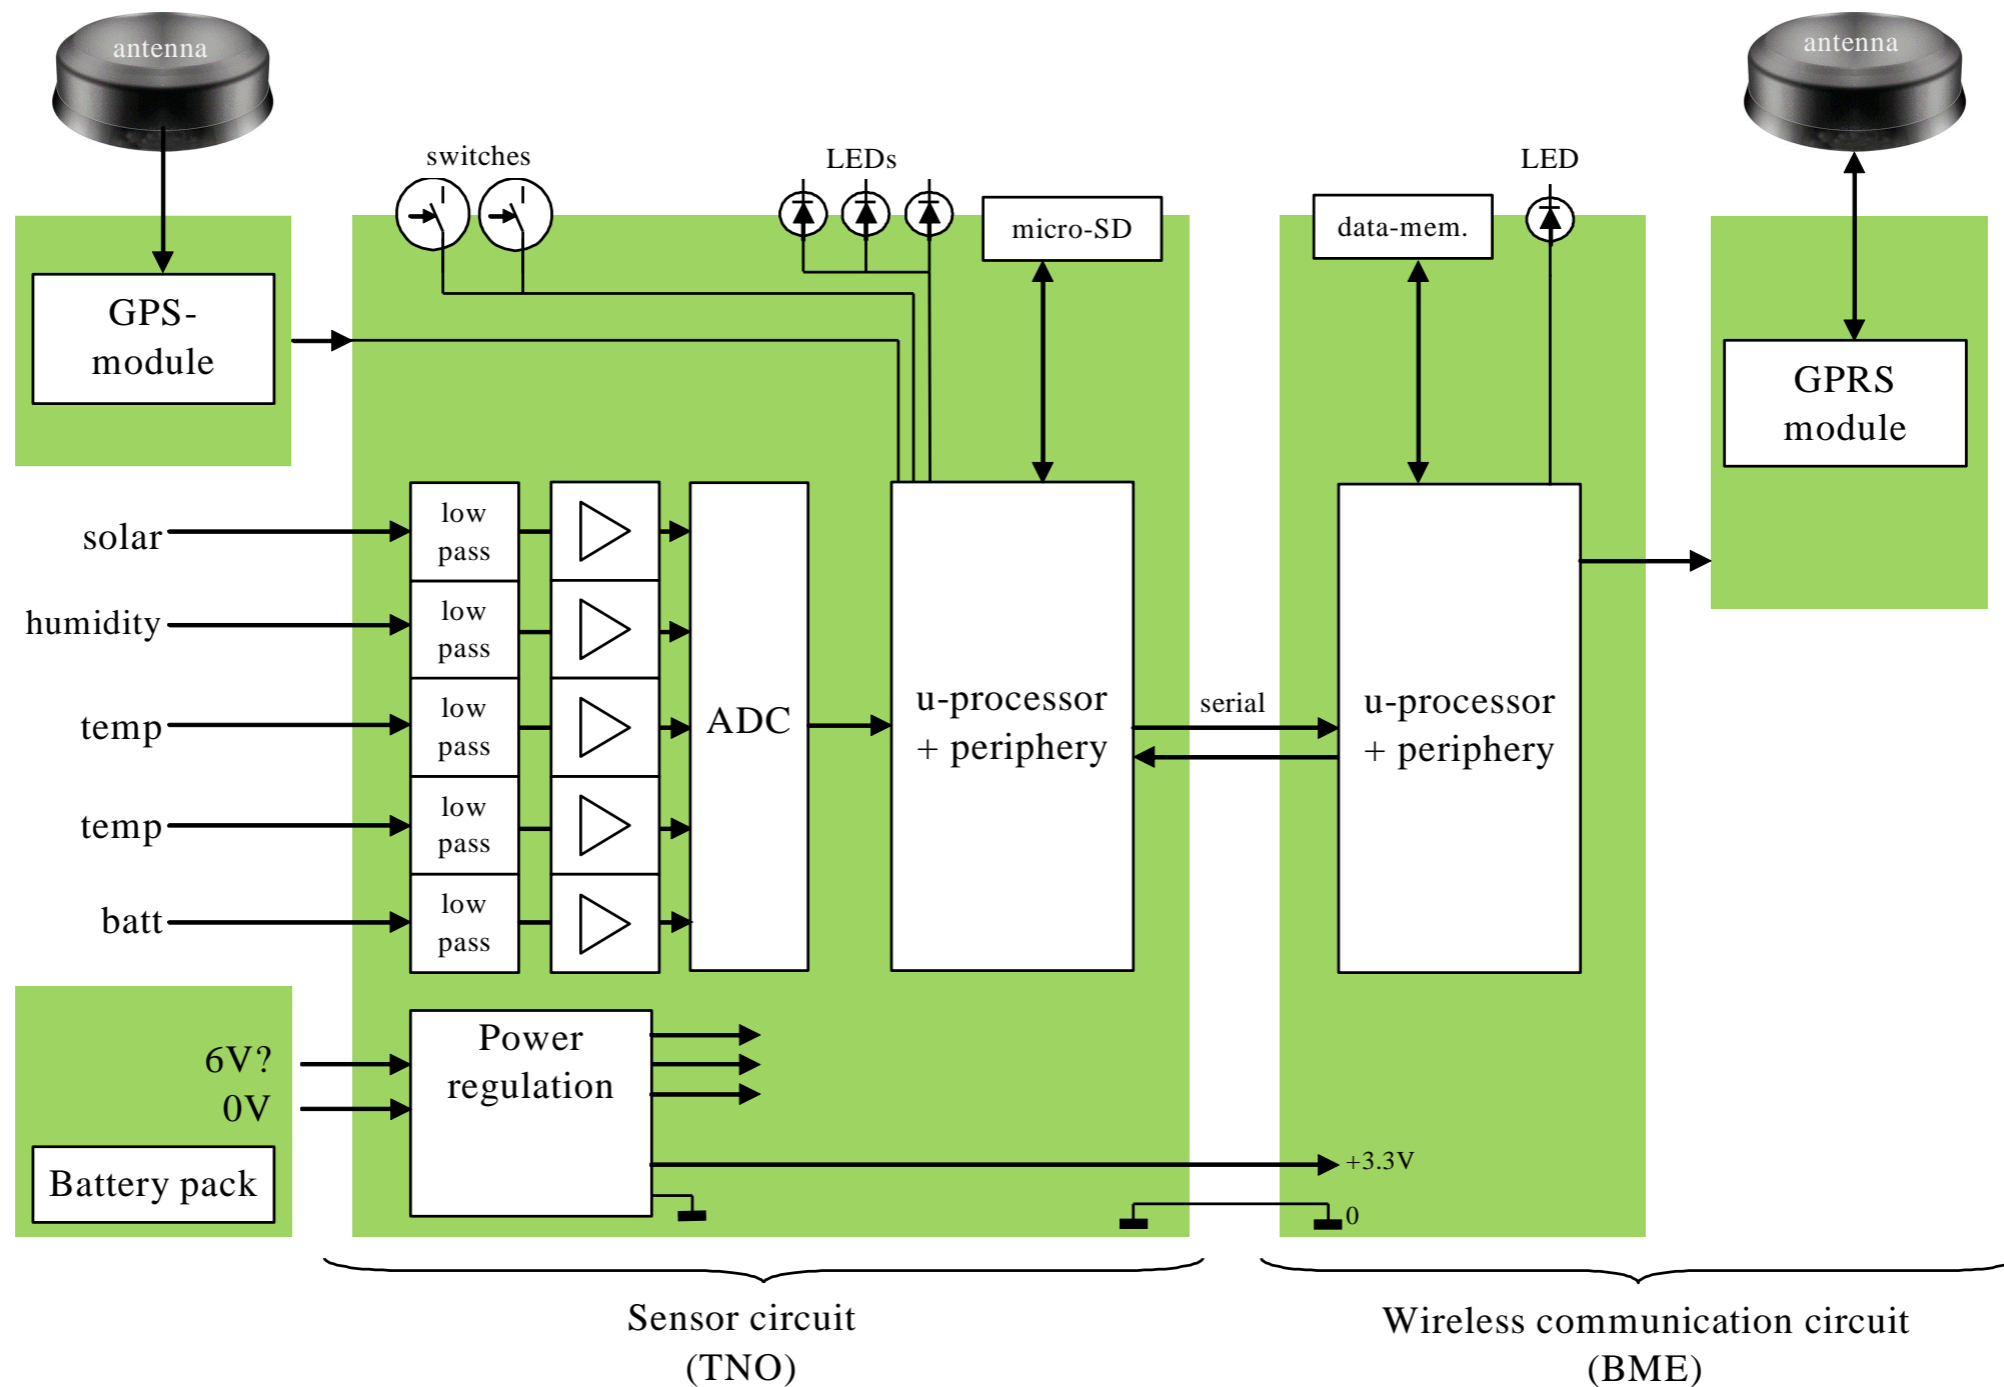 antenna
antenna
switches
LEDs
LED
micro-SD
data-mem.
GPS-
module
GPRS
module
solar
low
pass
humidity
low
pass
temp
low
pass
temp
low
pass
batt
low
pass
ADC
u-processor
+ periphery
serial
u-processor
+ periphery
6V?
0V
Battery pack
Power
regulation
+3.3V
0
Sensor circuit
(TNO)
Wireless communication circuit
(BME)